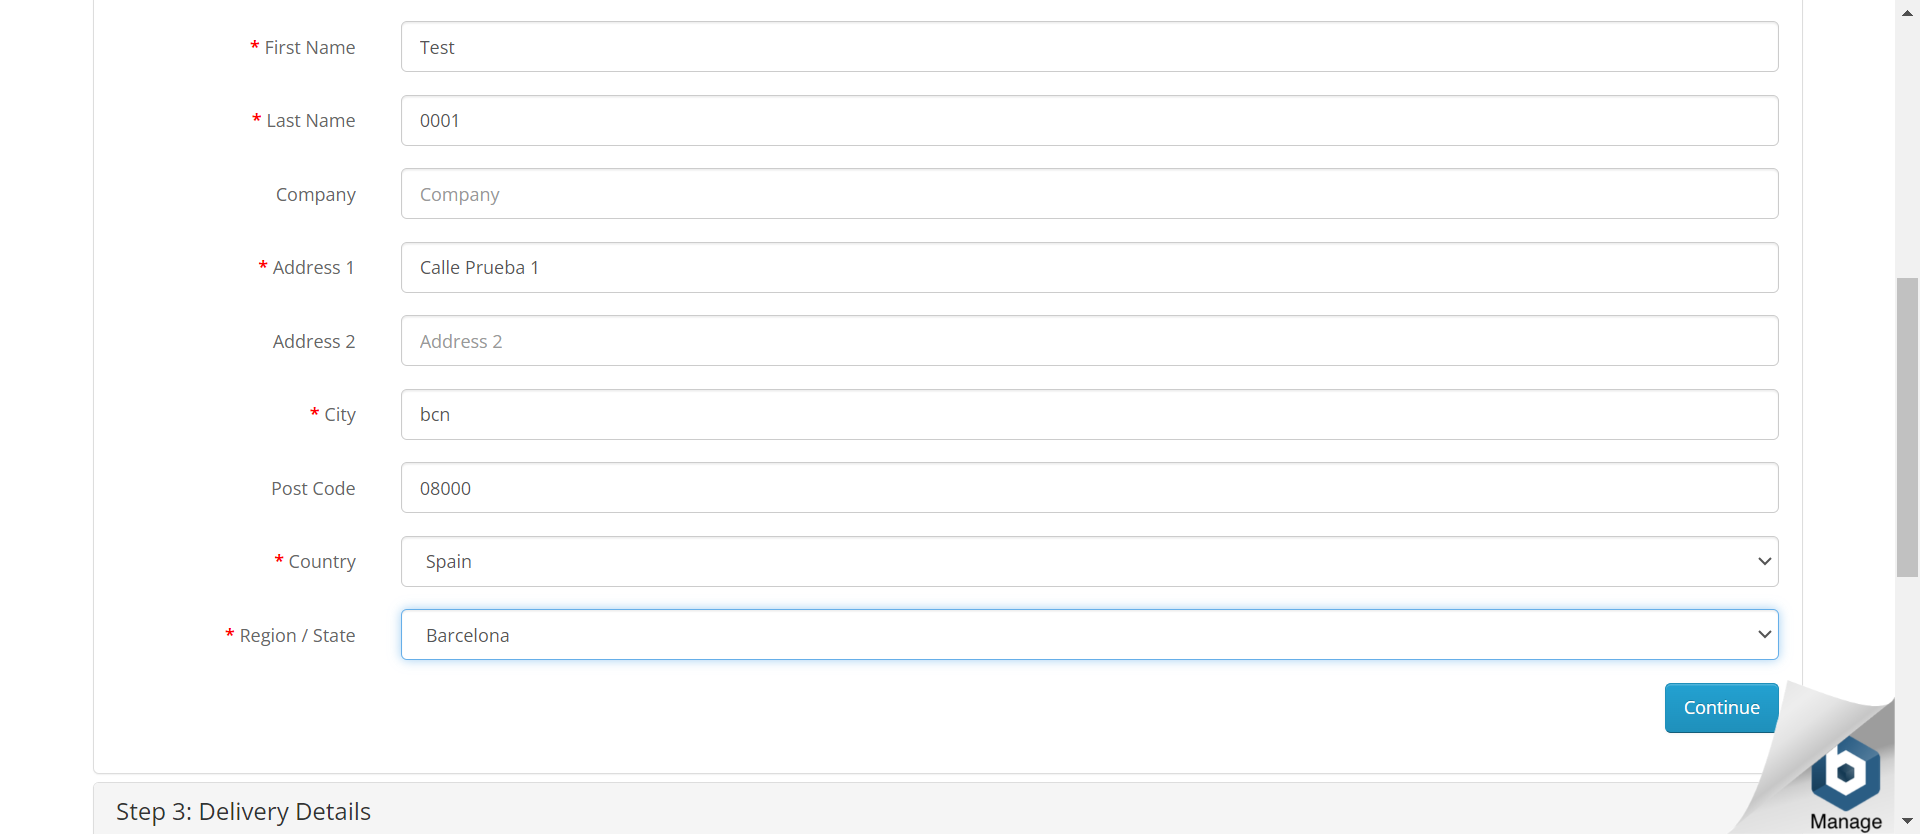 * First Name Test
* Last Name 0001
Company Company
* Address 1 Calle Prueba 1
Address 2 Address 2
* City bcn
Post Code 08000
* Country Spain
* Region / State Barcelona
Continue
Step 3: Delivery Details
b
Manage